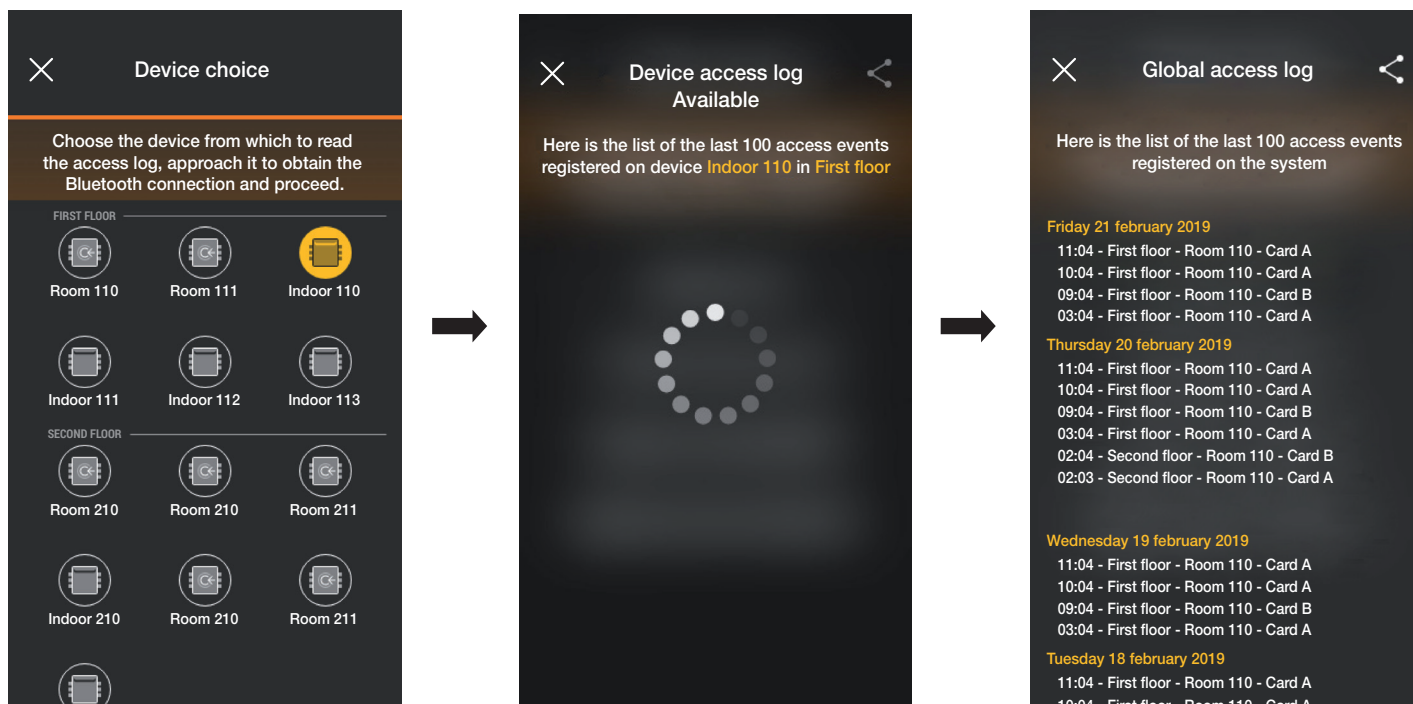 Device choice
Choose the device from which to read
the access log, approach it to obtain the
Bluetooth connection and proceed.
FIRST FLOOR
Room 110
Room 111
Indoor 110
Indoor 111
Indoor 112
Indoor 113
SECOND FLOOR
Room 210
Room 210
Room 211
Indoor 210
Room 210
Room 211
Device access log
Available
Here is the list of the last 100 access events
registered on device Indoor 110 in First floor
Global access log
Here is the list of the last 100 access events
registered on the system
Friday 21 february 2019
11:04 - First floor - Room 110 - Card A
10:04 - First floor - Room 110 - Card A
09:04 - First floor - Room 110 - Card B
03:04 - First floor - Room 110 - Card A
Thursday 20 february 2019
11:04 - First floor - Room 110 - Card A
10:04 - First floor - Room 110 - Card A
09:04 - First floor - Room 110 - Card B
03:04 - First floor - Room 110 - Card A
02:04 - Second floor - Room 110 - Card B
02:03 - Second floor - Room 110 - Card A
Wednesday 19 february 2019
11:04 - First floor - Room 110 - Card A
10:04 - First floor - Room 110 - Card A
09:04 - First floor - Room 110 - Card B
03:04 - First floor - Room 110 - Card A
Tuesday 18 february 2019
11:04 - First floor - Room 110 - Card A
10:04 - First floor - Room 110 - Card A